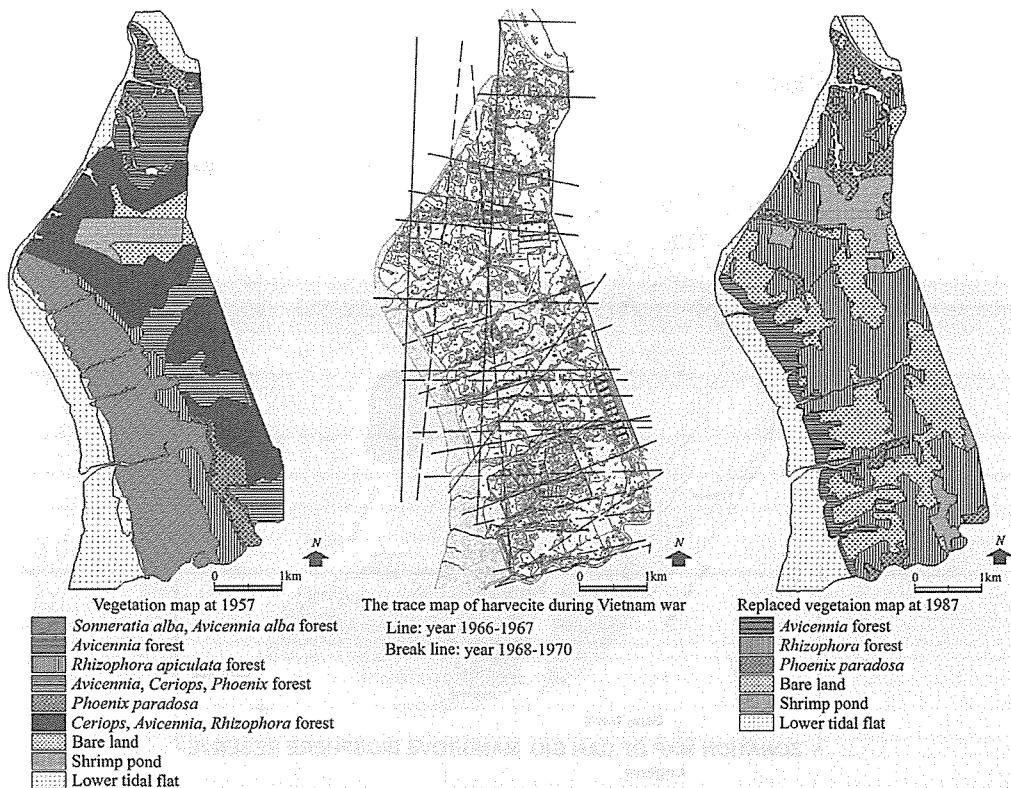 N
0 1km
Vegetation map at 1957
Sonneratia alba, Avicennia alba forest
Avicennia forest
Rhizophora apiculata forest
Avicennia, Ceriops, Phoenix forest
Phoenix paradosa
Ceriops, Avicennia, Rhizophora forest
Bare land
Shrimp pond
Lower tidal flat
N
0 1km
The trace map of harvecite during Vietnam war
Line: year 1966-1967
Break line: year 1968-1970
N
0 1km
Replaced vegetaion map at 1987
Avicennia forest
Rhizophora forest
Phoenix paradosa
Bare land
Shrimp pond
Lower tidal flat